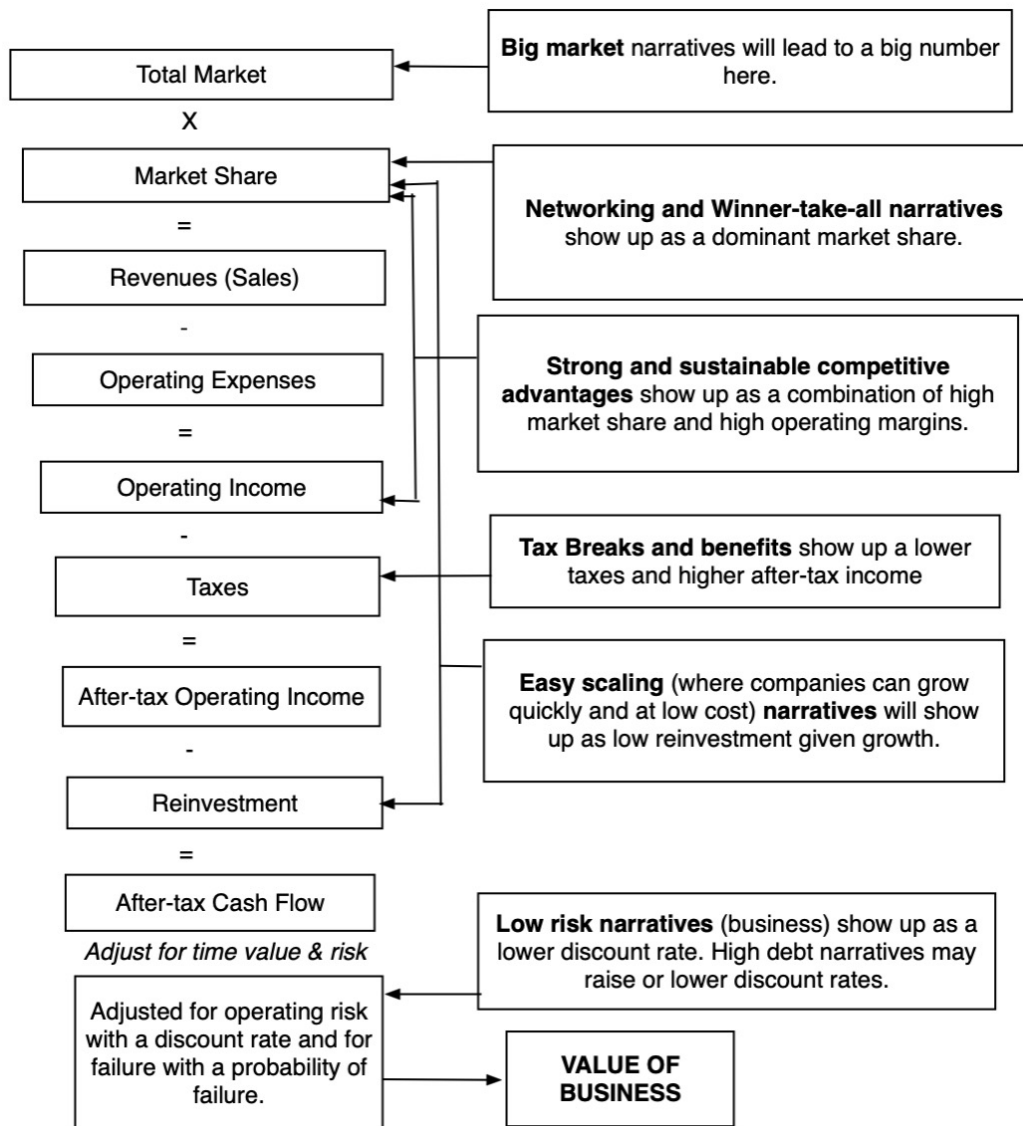 Big market narratives will lead to a big number
here.
Total Market
X
Market Share
Networking and Winner-take-all narratives
show up as a dominant market share.
=
Revenues (Sales)
-
Operating Expenses
Strong and sustainable competitive
advantages show up as a combination of high
market share and high operating margins.
=
Operating Income
-
Tax Breaks and benefits show up a lower
taxes and higher after-tax income
Taxes
=
After-tax Operating Income
Easy scaling (where companies can grow
quickly and at low cost) narratives will show
up as low reinvestment given growth.
-
Reinvestment
=
After-tax Cash Flow
Low risk narratives (business) show up as
a lower discount rate. High debt narratives may
raise or lower discount rates.
Adjust for time value & risk
Adjusted for operating risk
with a discount rate and for
failure with a probability of
failure.
VALUE OF
BUSINESS